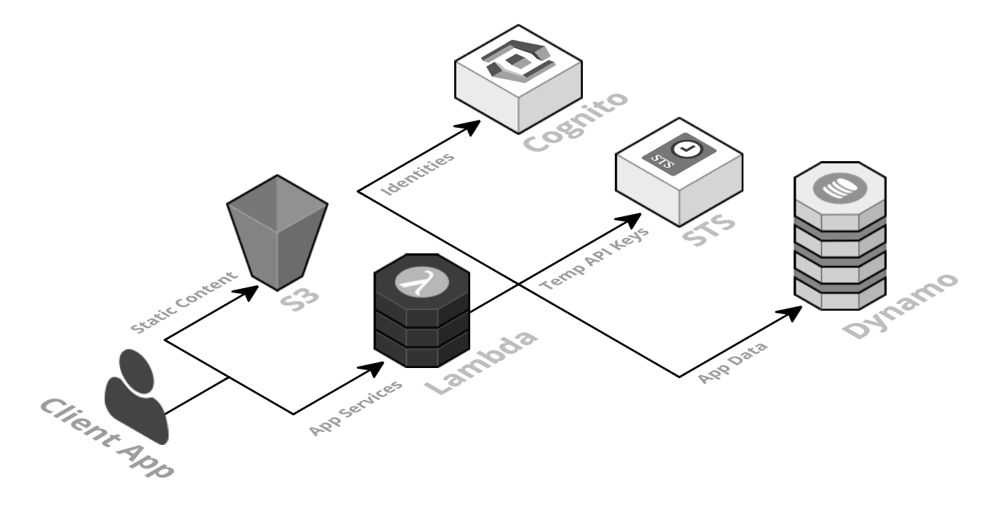 Cognito
Identities
STS
STS
Temp API Keys
Static Content
S3
Lambda
Dynamo
App Data
App Services
Client App